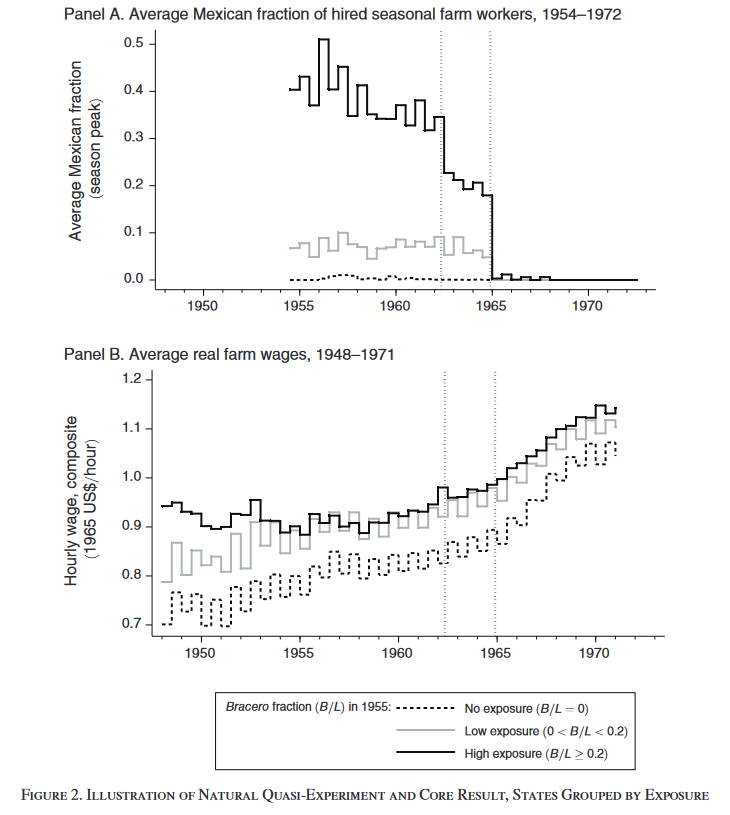 Panel A. Average Mexican fraction of hired seasonal farm workers, 1954–1972
Average Mexican fraction
(season peak)
0.5
0.4
0.3
0.2
0.1
0.0
1950 1955 1960 1965 1970
Panel B. Average real farm wages, 1948–1971
Hourly wage, composite
(1965 US$/hour)
1.2
1.1
1.0
0.9
0.8
0.7
1950 1955 1960 1965 1970
Bracero fraction (B/L) in 1955: No exposure (B/L = 0)
Low exposure (0 < B/L < 0.2)
High exposure (B/L ≥ 0.2)
Figure 2. Illustration of Natural Quasi-Experiment and Core Result, States Grouped by Exposure